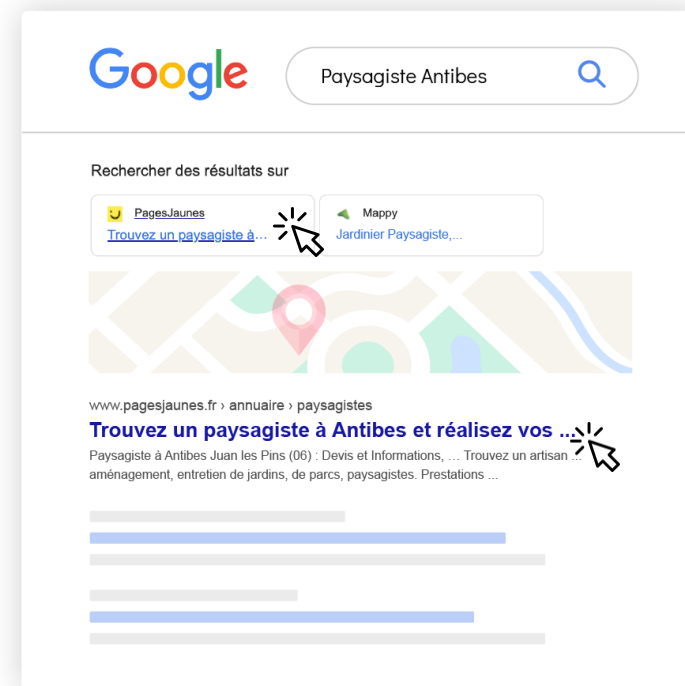 Google
Paysagiste Antibes
Rechercher des résultats sur
PagesJaunes
Trouvez un paysagiste à...
Mappy
Jardinier Paysagiste,...
www.pagesjaunes.fr › annuaire › paysagistes
Trouvez un paysagiste à Antibes et réalisez vos ...
Paysagiste à Antibes Juan les Pins (06) : Devis et Informations, … Trouvez un artisan ...
aménagement, entretien de jardins, de parcs, paysagistes. Prestations ...